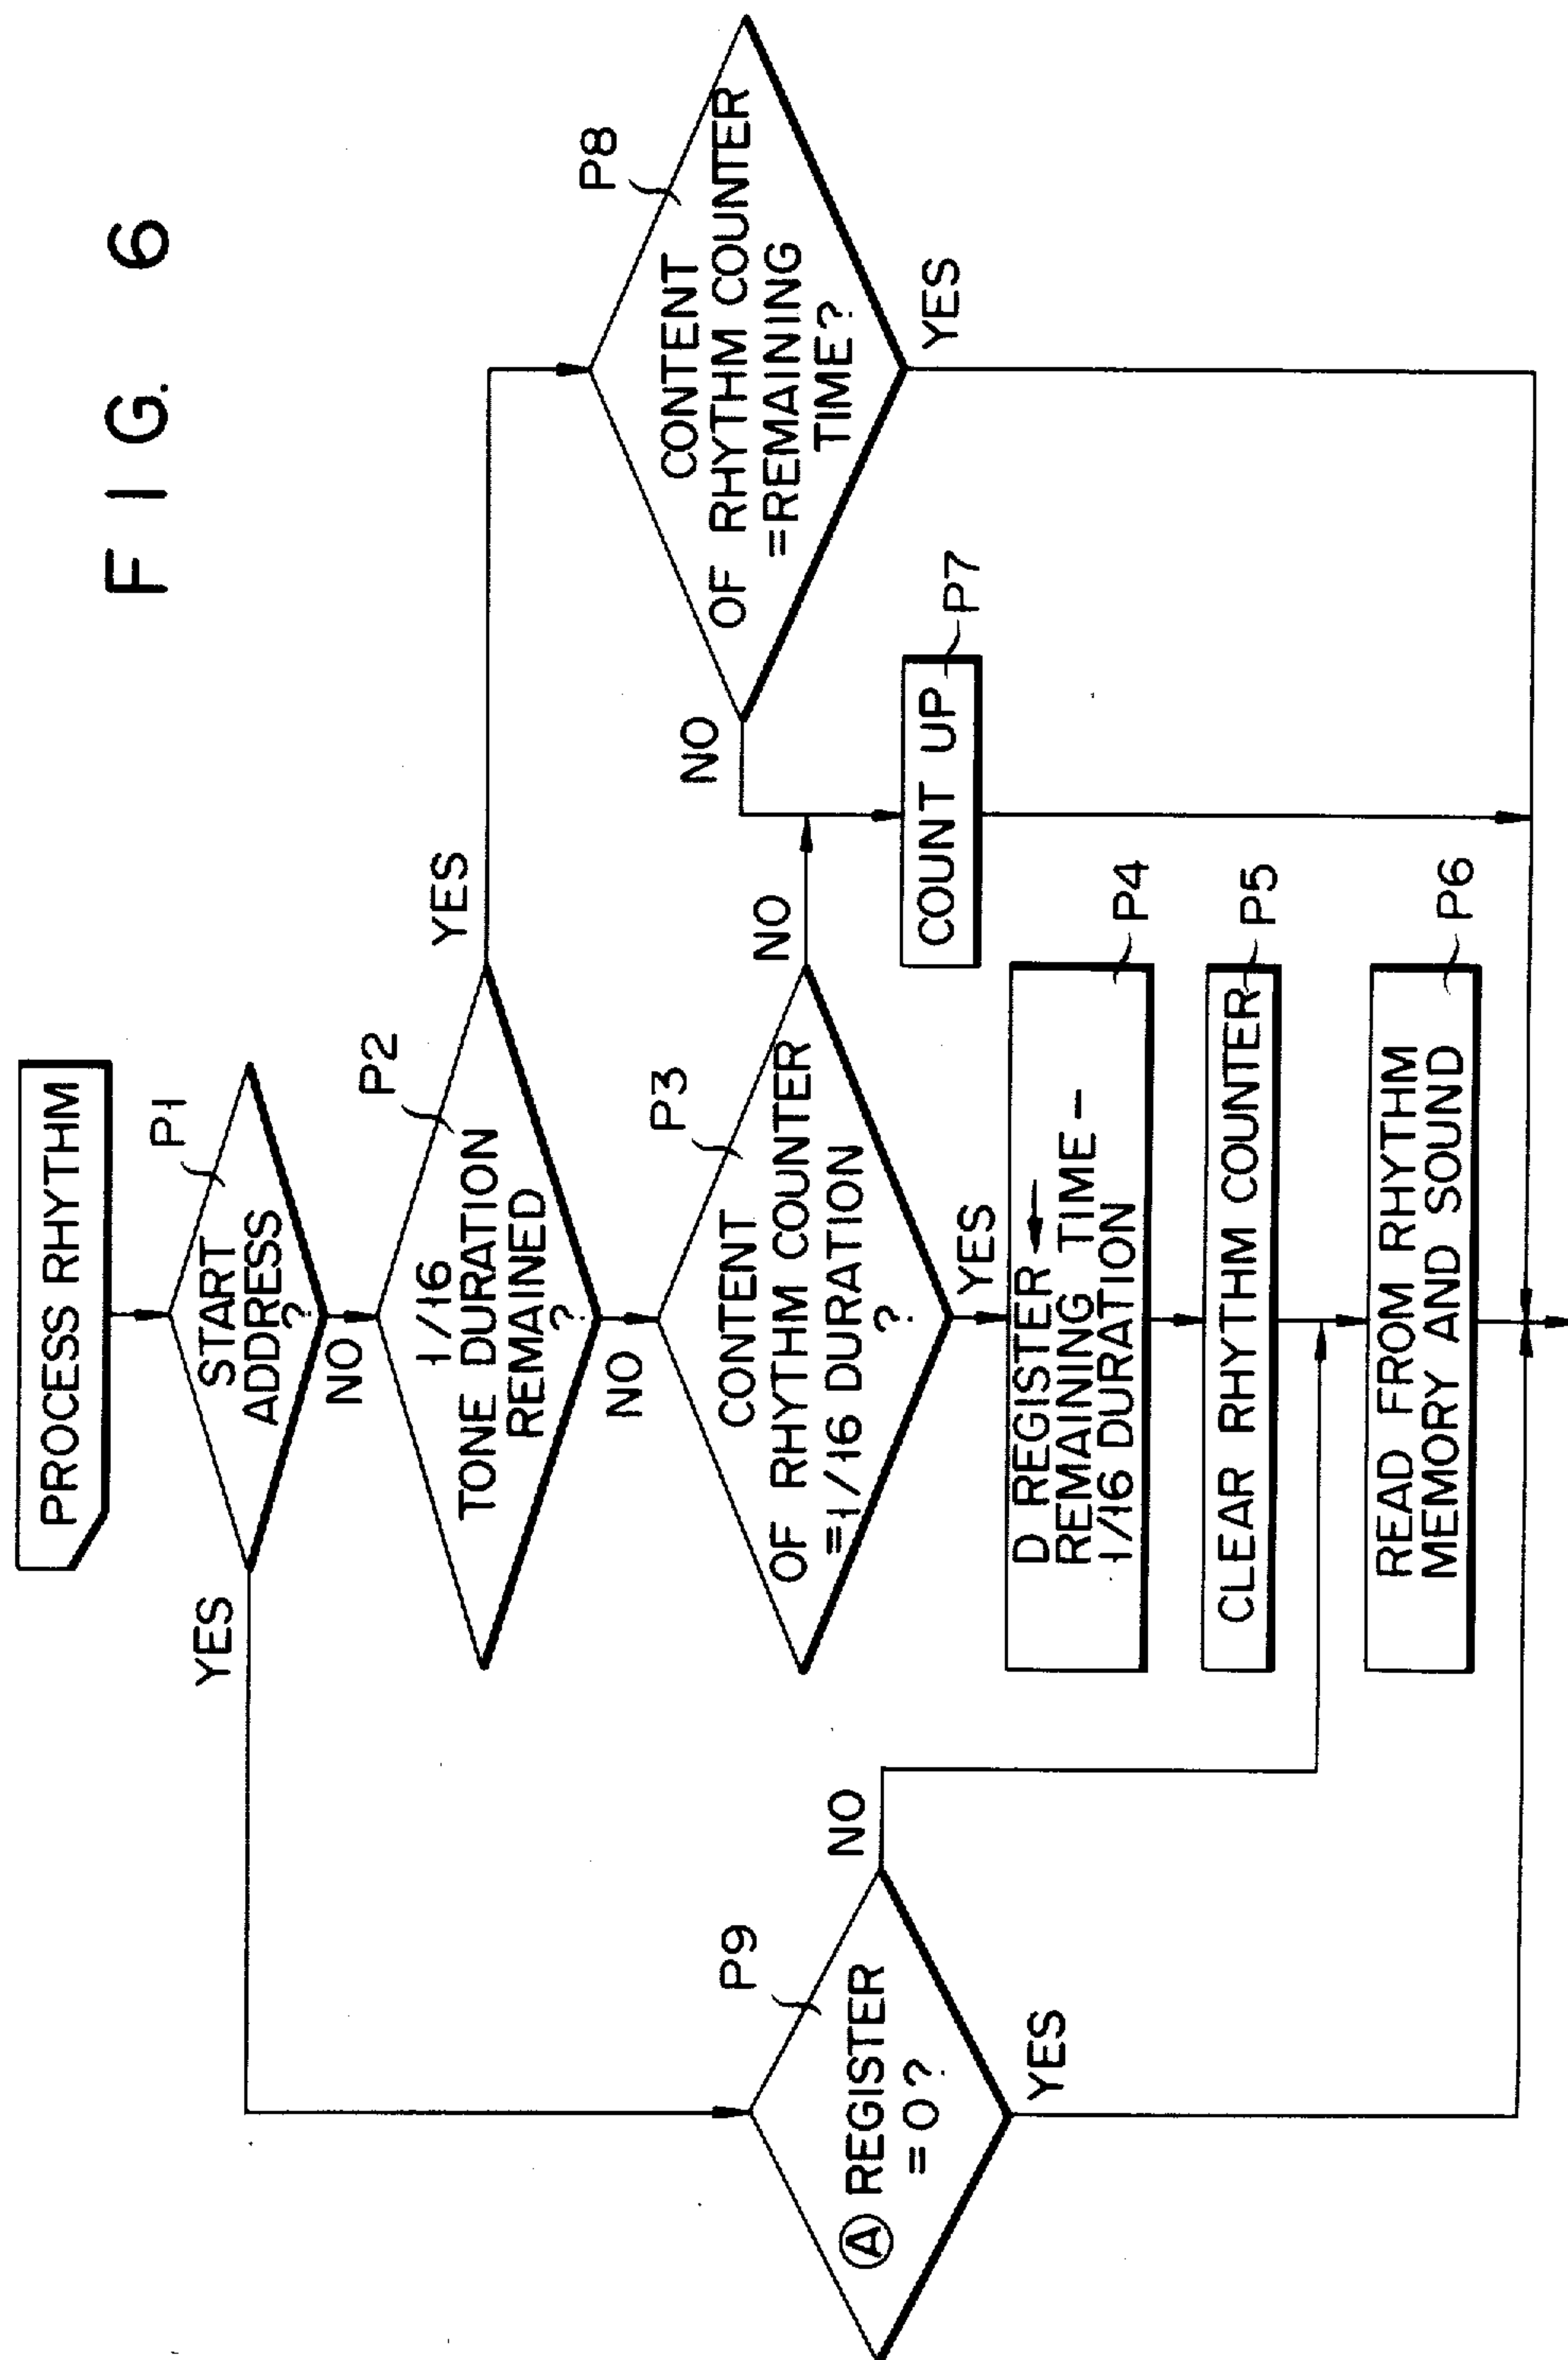 FIG. 6
PROCESS RHYTHM
P1
START
ADDRESS
?
YES
NO
P2
1/16
TONE DURATION
REMAINED
?
YES
NO
P3
CONTENT
OF RHYTHM COUNTER
=1/16 DURATION
?
NO
YES
P8
CONTENT
OF RHYTHM COUNTER
=REMAINING
TIME?
NO
YES
COUNT UP
P7
D REGISTER ←
REMAINING TIME-
1/16 DURATION
P4
CLEAR RHYTHM COUNTER
P5
READ FROM RHYTHM
MEMORY AND SOUND
P6
P9
Ⓐ REGISTER
=0?
NO
YES